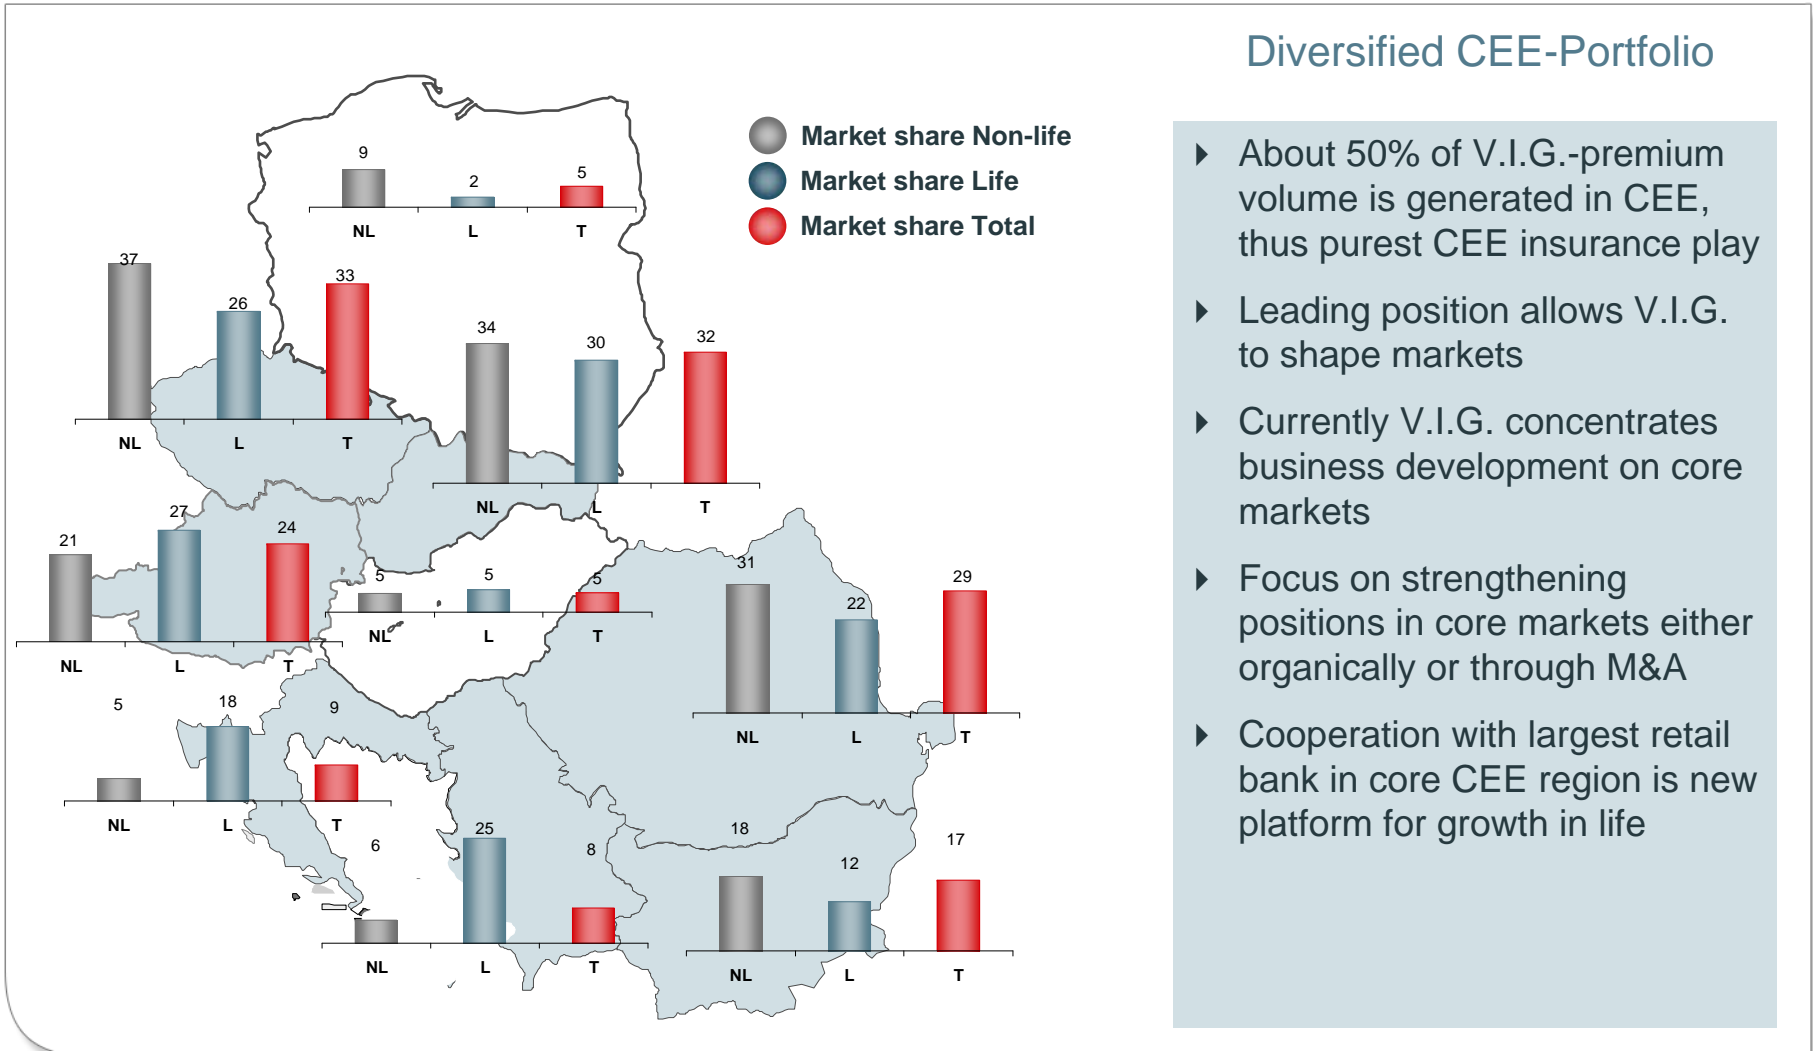 Diversified CEE-Portfolio
Market share Non-life
Market share Life
Market share Total
9 2 5
NL L T
37 26 33
NL L T
34 30 32
NL L T
21 27 24
NL L T
5 5 5
NL L T
31 22 29
NL L T
5 18 9
NL L T
6 25 8
NL L T
18 12 17
NL L T
About 50% of V.I.G.-premium
volume is generated in CEE,
thus purest CEE insurance play
Leading position allows V.I.G.
to shape markets
Currently V.I.G. concentrates
business development on core
markets
Focus on strengthening
positions in core markets either
organically or through M&A
Cooperation with largest retail
bank in core CEE region is new
platform for growth in life